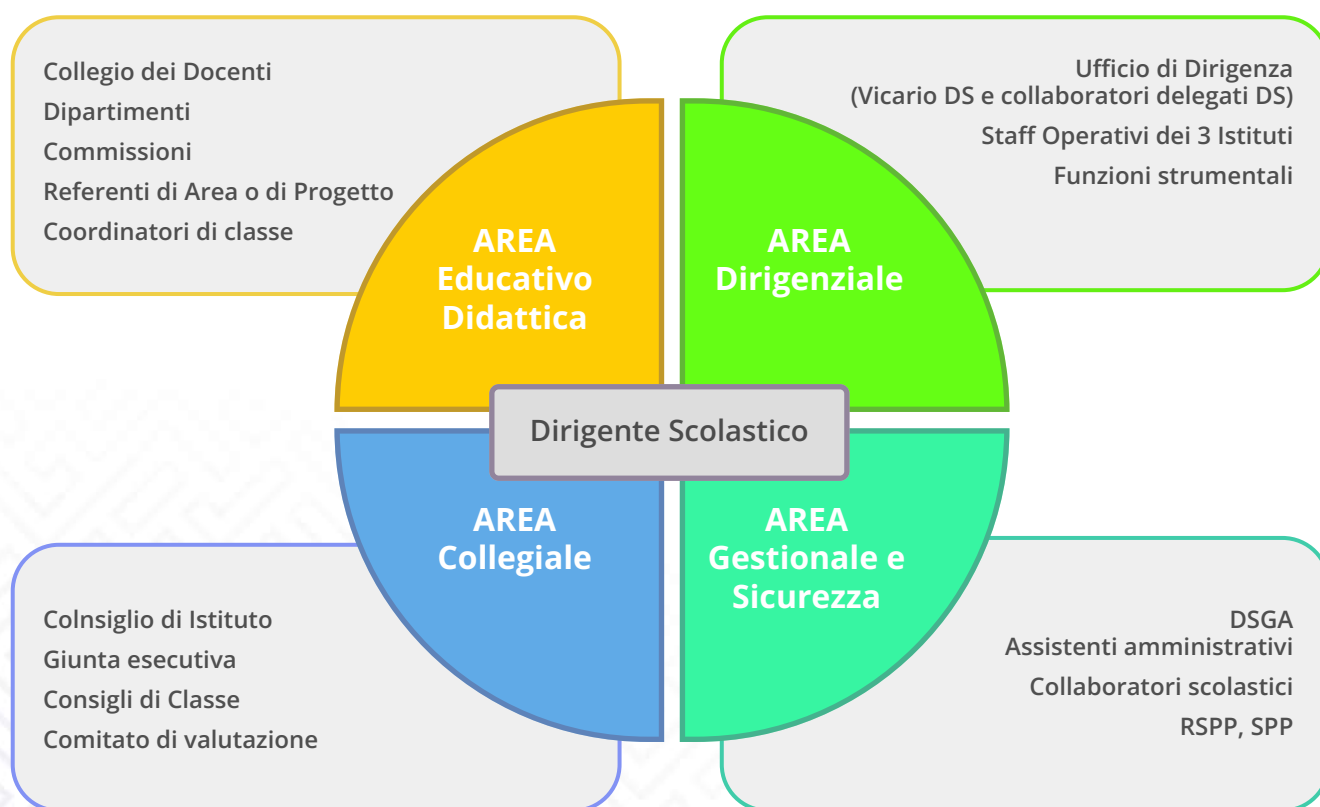 Collegio dei Docenti
Dipartimenti
Commissioni
Referenti di Area o di Progetto
Coordinatori di classe
Ufficio di Dirigenza
(Vicario DS e collaboratori delegati DS)
Staff Operativi dei 3 Istituti
Funzioni strumentali
AREA
Educativo
Didattica
AREA
Dirigenziale
Dirigente Scolastico
AREA
Collegiale
AREA
Gestionale e
Sicurezza
Colnsiglio di Istituto
Giunta esecutiva
Consigli di Classe
Comitato di valutazione
DSGA
Assistenti amministrativi
Collaboratori scolastici
RSPP, SPP